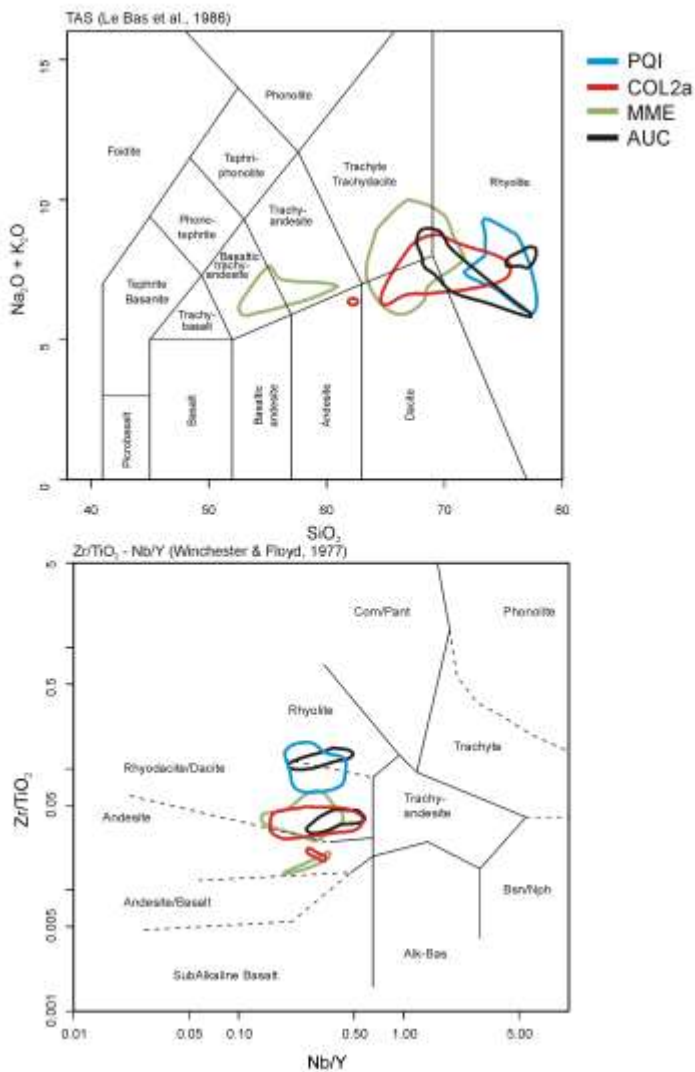 TAS (Le Bas et al., 1986)
PQI
COL2a
MME
AUC
Na₂O + K₂O
15
10
5
0
Phonolite
Foidite
Tephri-
phonolite
Trachyte
Trachydacite
Rhyolite
Trachy-
andesite
Phono-
tephrite
Basaltic
trachy-
andesite
Tephrite
Basanite
Trachy-
basalt
Picrobasalt
Basalt
Basaltic
andesite
Andesite
Dacite
40
50
60
70
80
SiO₂
Zr/TiO₂ - Nb/Y (Winchester & Floyd, 1977)
Zr/TiO₂
5
0.5
0.05
0.005
0.001
Com/Pant
Phonolite
Rhyolite
Trachyte
Rhyodacite/Dacite
Trachy-
andesite
Andesite
Bsn/Nph
Andesite/Basalt
Alk-Bas
SubAlkaline Basalt
0.01
0.05
0.10
0.50
1.00
5.00
Nb/Y